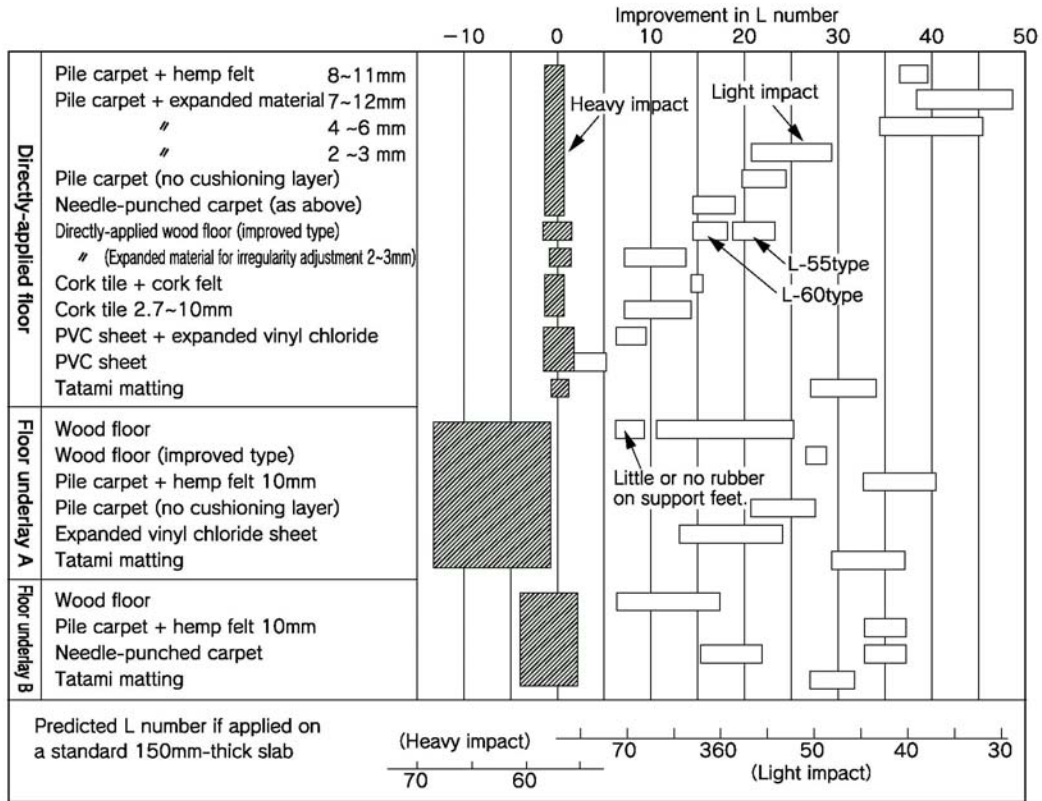 Improvement in L number
−10 0 10 20 30 40 50
Directly-applied floor
Pile carpet + hemp felt 8~11mm
Pile carpet + expanded material 7~12mm
〃 4 ~6 mm
〃 2 ~3 mm
Pile carpet (no cushioning layer)
Needle-punched carpet (as above)
Directly-applied wood floor (improved type)
〃 (Expanded material for irregularity adjustment 2~3mm)
Cork tile + cork felt
Cork tile 2.7~10mm
PVC sheet + expanded vinyl chloride
PVC sheet
Tatami matting
Heavy impact
Light impact
L-55type
L-60type
Floor underlay A
Wood floor
Wood floor (improved type)
Pile carpet + hemp felt 10mm
Pile carpet (no cushioning layer)
Expanded vinyl chloride sheet
Tatami matting
Little or no rubber
on support feet.
Floor underlay B
Wood floor
Pile carpet + hemp felt 10mm
Needle-punched carpet
Tatami matting
Predicted L number if applied on
a standard 150mm-thick slab
(Heavy impact)
70 60
70 360 50 40 30
(Light impact)